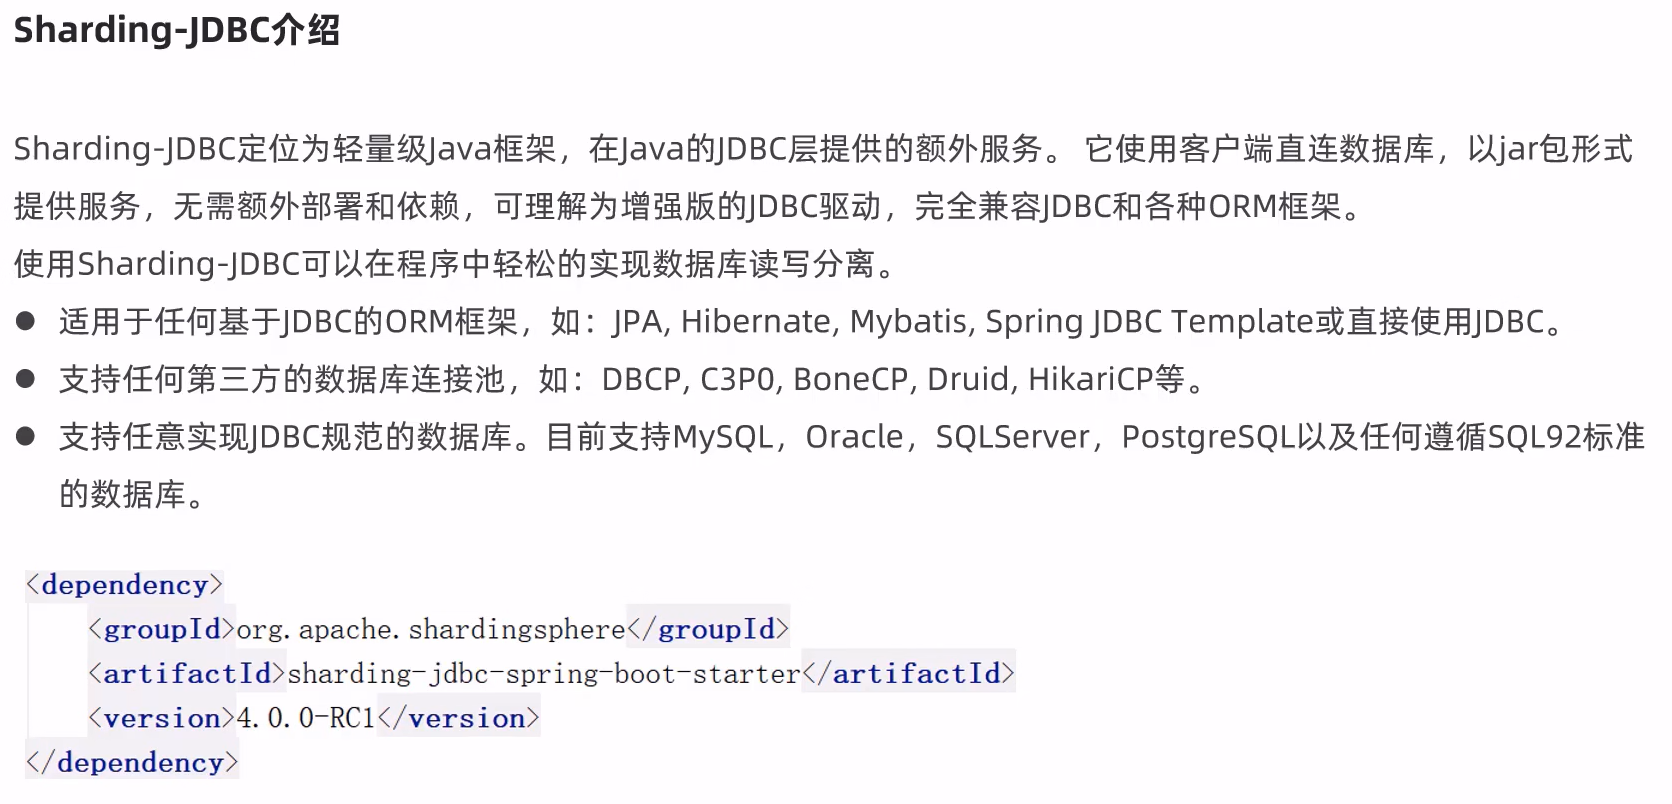 Sharding-JDBC介绍
Sharding-JDBC定位为轻量级Java框架，在Java的JDBC层提供的额外服务。 它使用客户端直连数据库，以jar包形式
提供服务，无需额外部署和依赖，可理解为增强版的JDBC驱动，完全兼容JDBC和各种ORM框架。
使用Sharding-JDBC可以在程序中轻松的实现数据库读写分离。
● 适用于任何基于JDBC的ORM框架，如：JPA, Hibernate, Mybatis, Spring JDBC Template或直接使用JDBC。
● 支持任何第三方的数据库连接池，如：DBCP, C3P0, BoneCP, Druid, HikariCP等。
● 支持任意实现JDBC规范的数据库。目前支持MySQL，Oracle，SQLServer，PostgreSQL以及任何遵循SQL92标准
的数据库。
<dependency>
<groupId>org.apache.shardingsphere</groupId>
<artifactId>sharding-jdbc-spring-boot-starter</artifactId>
<version>4.0.0-RC1</version>
</dependency>